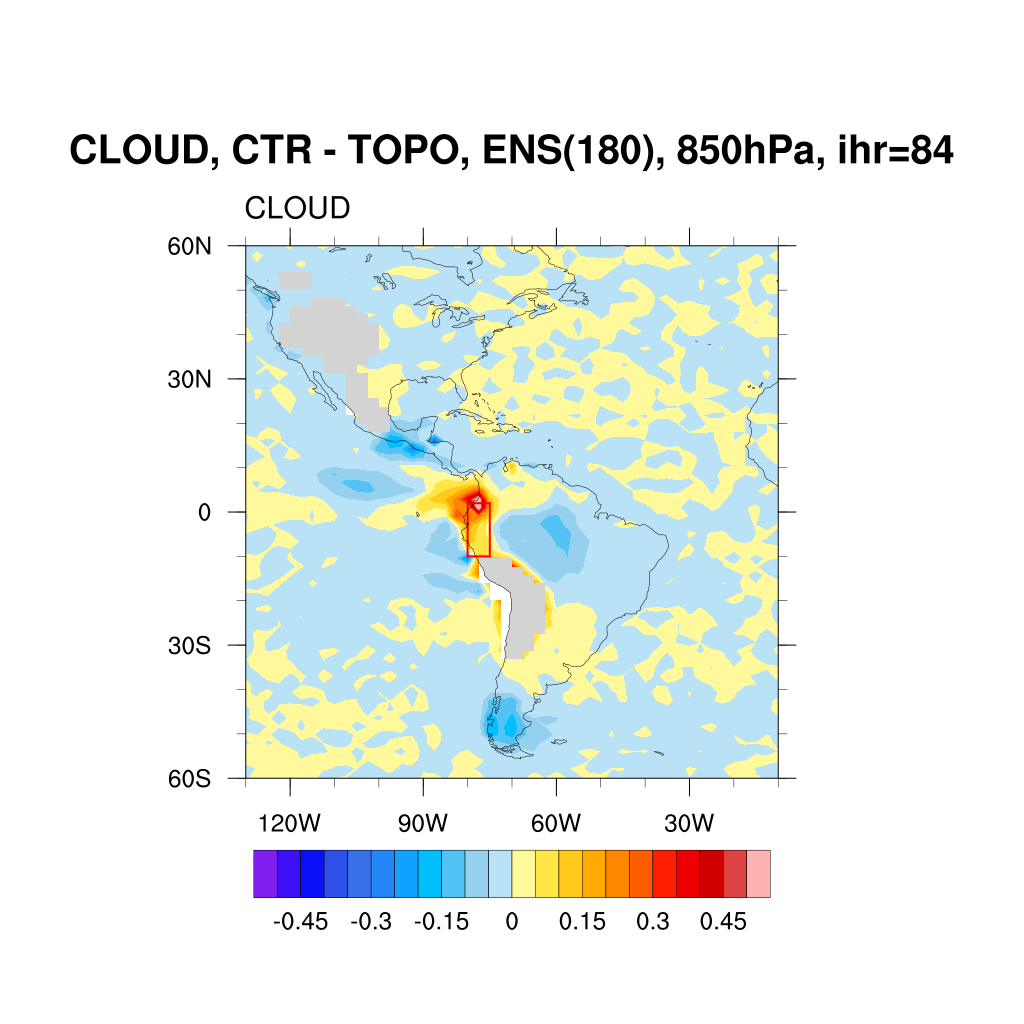 CLOUD, CTR - TOPO, ENS(180), 850hPa, ihr=84
CLOUD
60N
30N
0
30S
60S
120W 90W 60W 30W
-0.45 -0.3 -0.15 0 0.15 0.3 0.45